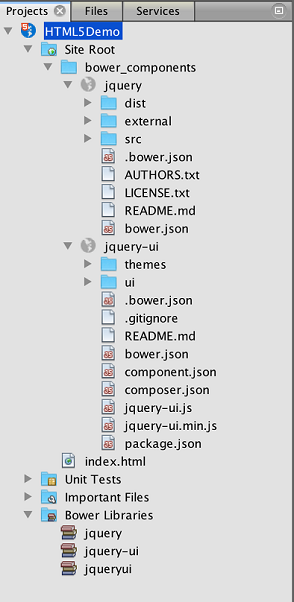 Projects Files Services
HTML5Demo
Site Root
bower_components
jquery
dist
external
src
.bower.json
AUTHORS.txt
LICENSE.txt
README.md
bower.json
jquery-ui
themes
ui
.bower.json
.gitignore
README.md
bower.json
component.json
composer.json
jquery-ui.js
jquery-ui.min.js
package.json
index.html
Unit Tests
Important Files
Bower Libraries
jquery
jquery-ui
jqueryui